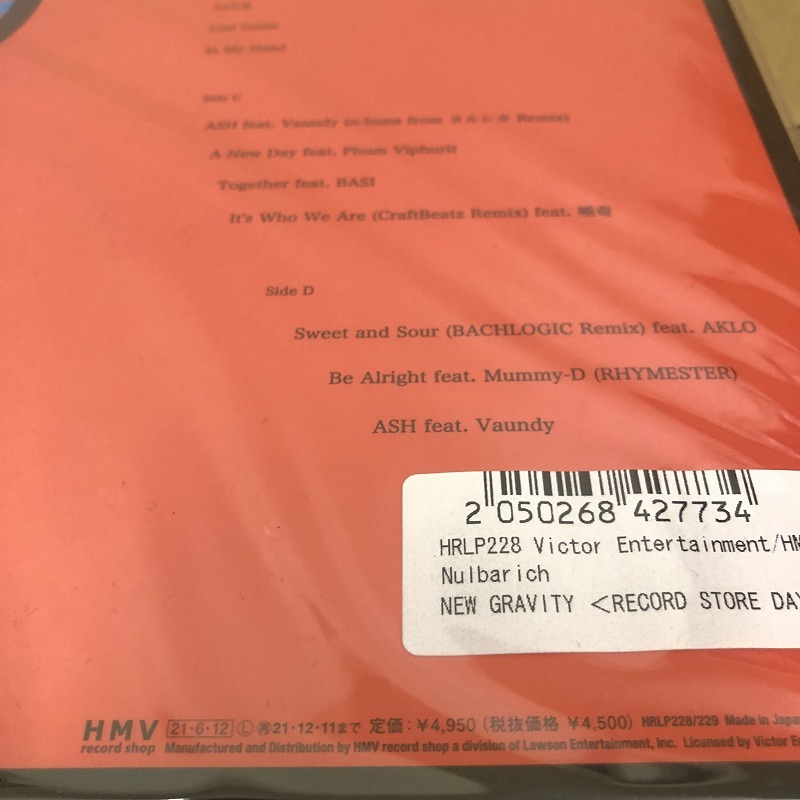 In My Hand
Side C
ASH feat. Vaundy (n-buna from ヨルシカ Remix)
A New Day feat. Phum Viphurit
Together feat. BASI
It's Who We Are (CraftBeatz Remix) feat. 唾奇
Side D
Sweet and Sour (BACHLOGIC Remix) feat. AKLO
Be Alright feat. Mummy-D (RHYMESTER)
ASH feat. Vaundy
2 050268 427734
HRLP228 Victor Entertainment/HM
Nulbarich
NEW GRAVITY <RECORD STORE DAY
HMV 21・6・12 Ⓛ 21・12・11まで 定価:¥4,950 (税抜価格 ¥4,500) HRLP228/229 Made in Japan
record shop Manufactured and Distribution by HMV record shop a division of Lawson Entertainment, Inc. Licensed by Victor